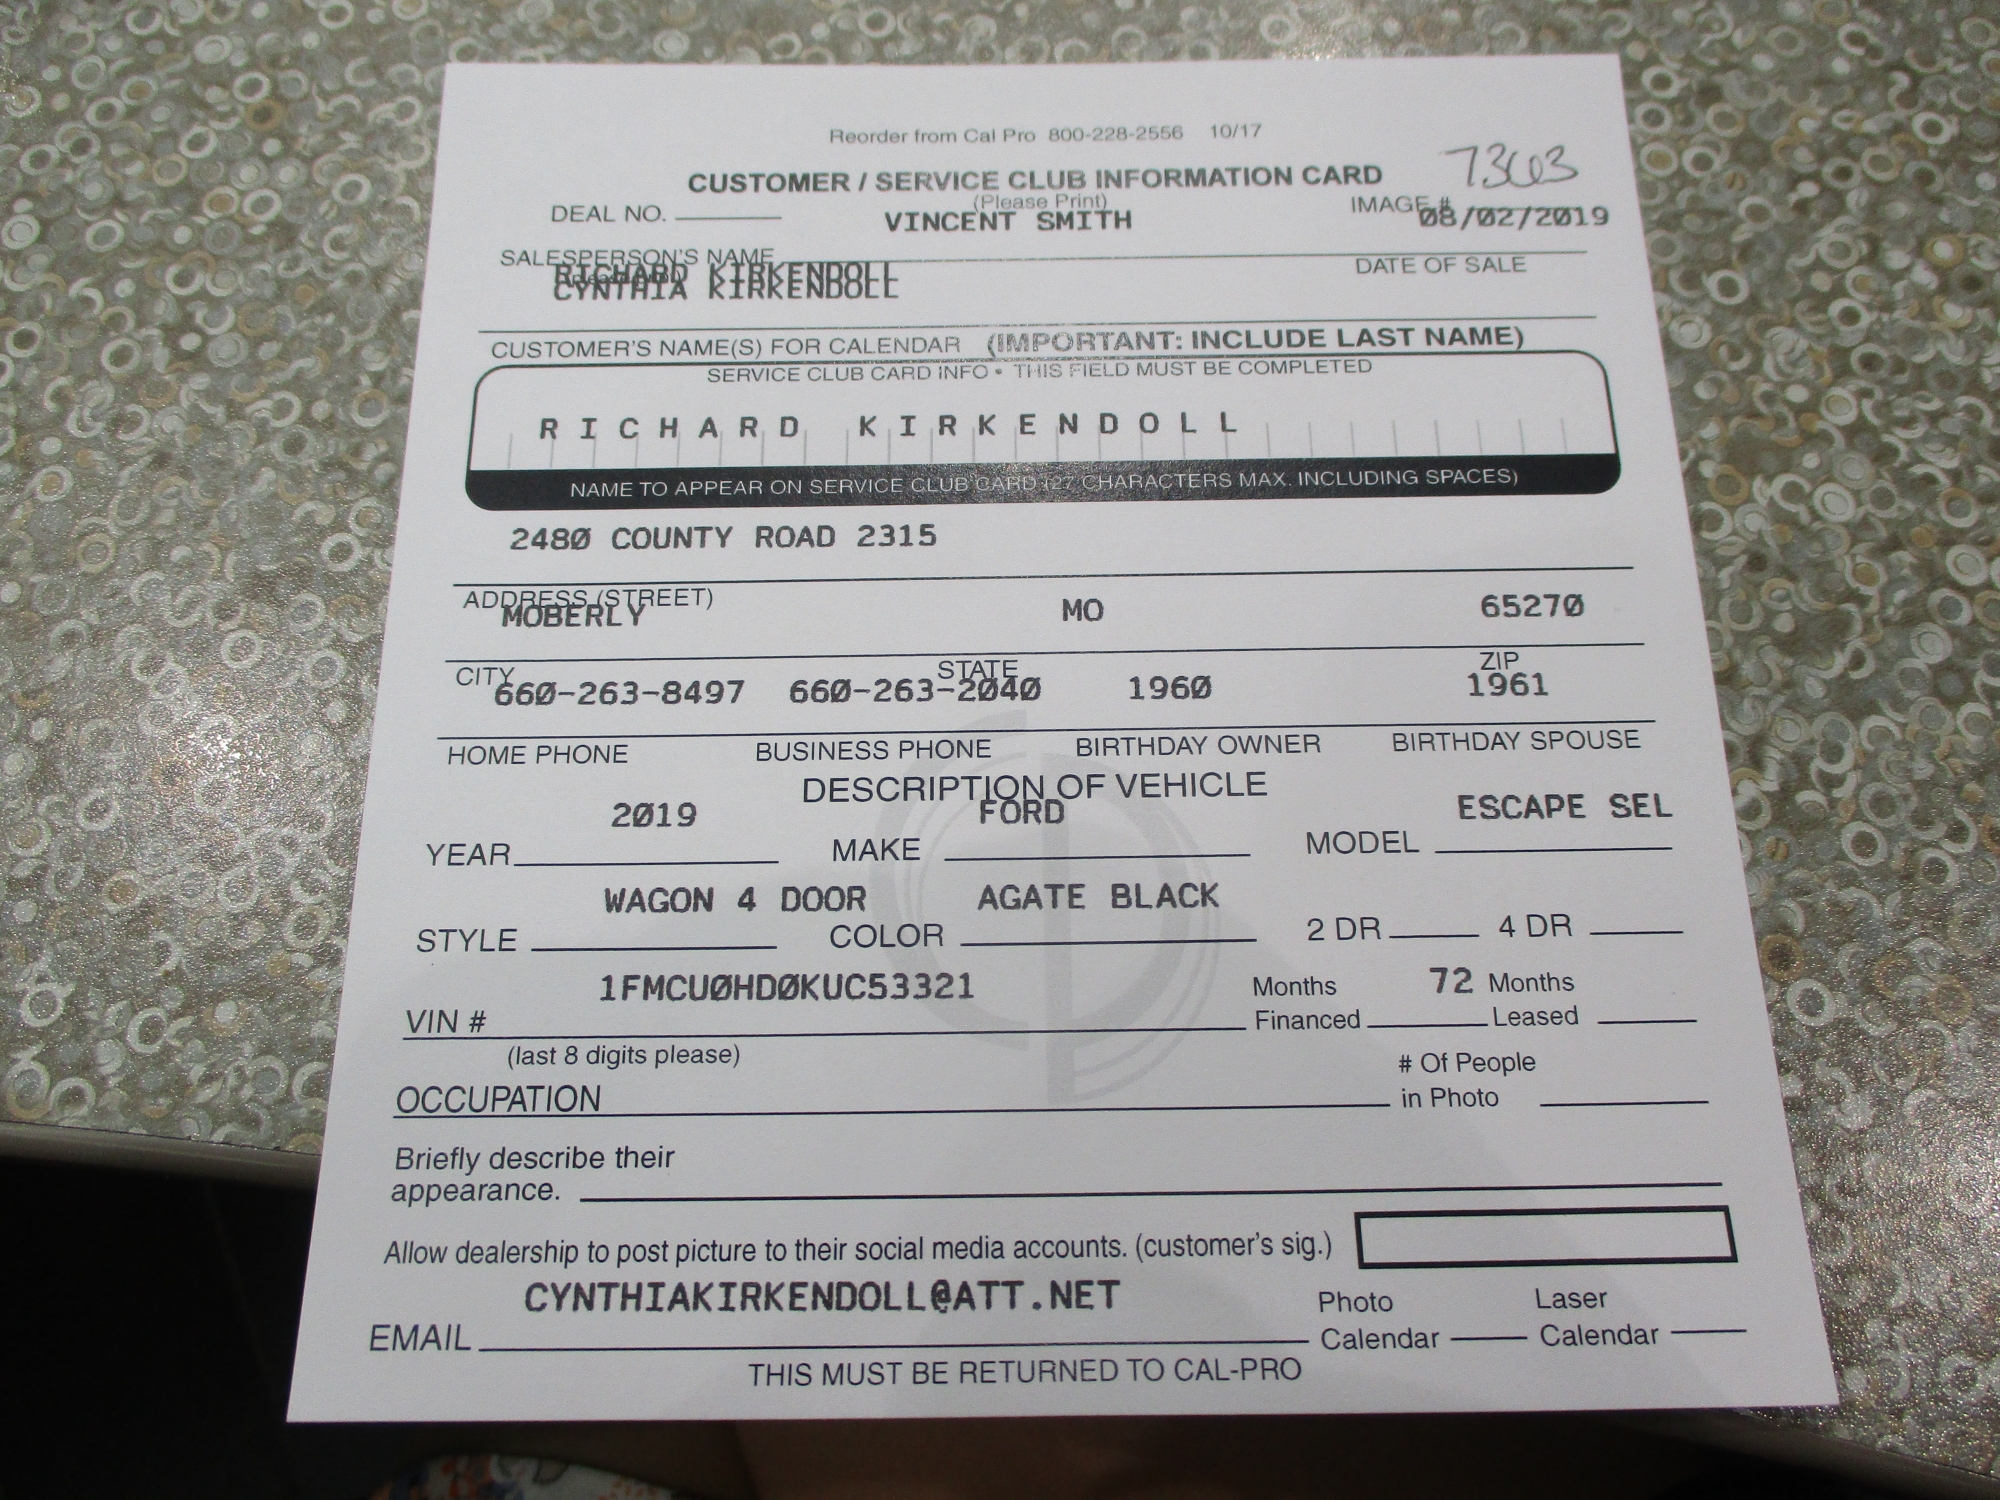 Reorder from Cal Pro 800-228-2556 10/17
CUSTOMER / SERVICE CLUB INFORMATION CARD
(Please Print)
DEAL NO.
VINCENT SMITH
IMAGE #
08/02/2019
SALESPERSON'S NAME
DATE OF SALE
RICHARD KIRKENDOLL
CYNTHIA KIRKENDOLL
CUSTOMER'S NAME(S) FOR CALENDAR (IMPORTANT: INCLUDE LAST NAME)
SERVICE CLUB CARD INFO • THIS FIELD MUST BE COMPLETED
RICHARD KIRKENDOLL
NAME TO APPEAR ON SERVICE CLUB CARD (27 CHARACTERS MAX. INCLUDING SPACES)
2480 COUNTY ROAD 2315
ADDRESS (STREET)
MOBERLY MO 65270
CITY STATE ZIP
660-263-8497 660-263-2040 1960 1961
HOME PHONE BUSINESS PHONE BIRTHDAY OWNER BIRTHDAY SPOUSE
DESCRIPTION OF VEHICLE
2019 FORD ESCAPE SEL
YEAR MAKE MODEL
WAGON 4 DOOR AGATE BLACK
STYLE COLOR 2 DR 4 DR
1FMCU0HD0KUC53321 Months 72 Months
VIN # Financed Leased
(last 8 digits please)
# Of People
OCCUPATION in Photo
Briefly describe their
appearance.
Allow dealership to post picture to their social media accounts. (customer's sig.)
CYNTHIAKIRKENDOLL@ATT.NET Photo Laser
EMAIL Calendar Calendar
THIS MUST BE RETURNED TO CAL-PRO